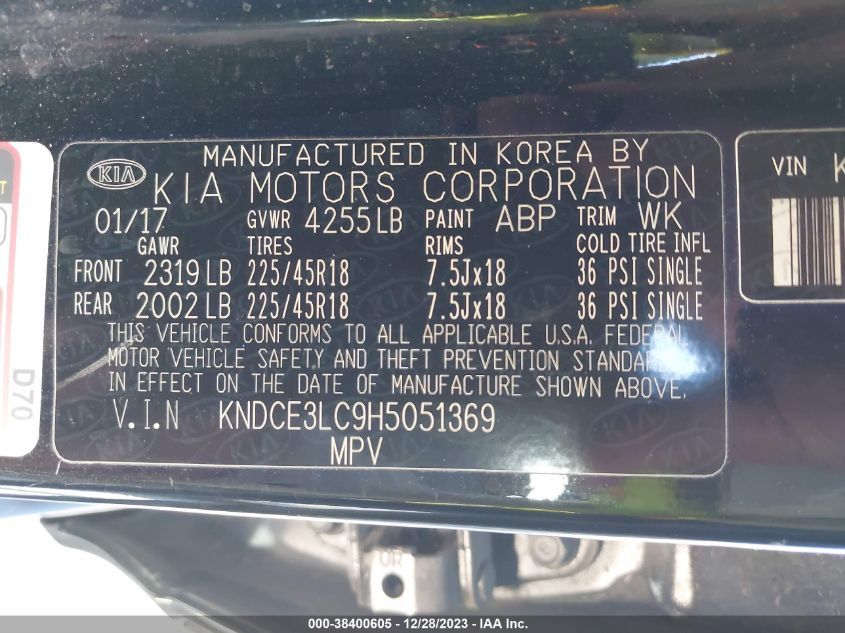 MANUFACTURED IN KOREA BY
KIA KIA MOTORS CORPORATION
01/17 GVWR 4255LB PAINT ABP TRIM WK
GAWR TIRES RIMS COLD TIRE INFL
FRONT 2319LB 225/45R18 7.5Jx18 36 PSI SINGLE
REAR 2002LB 225/45R18 7.5Jx18 36 PSI SINGLE
THIS VEHICLE CONFORMS TO ALL APPLICABLE U.S.A. FEDERAL
MOTOR VEHICLE SAFETY AND THEFT PREVENTION
IN EFFECT ON THE DATE OF MANUFACTURE SHOWN ABOVE.
V.I.N KNDCE3LC9H5051369
MPV
VIN K
D70
UR
000-38400605 - 12/28/2023 - IAA Inc.